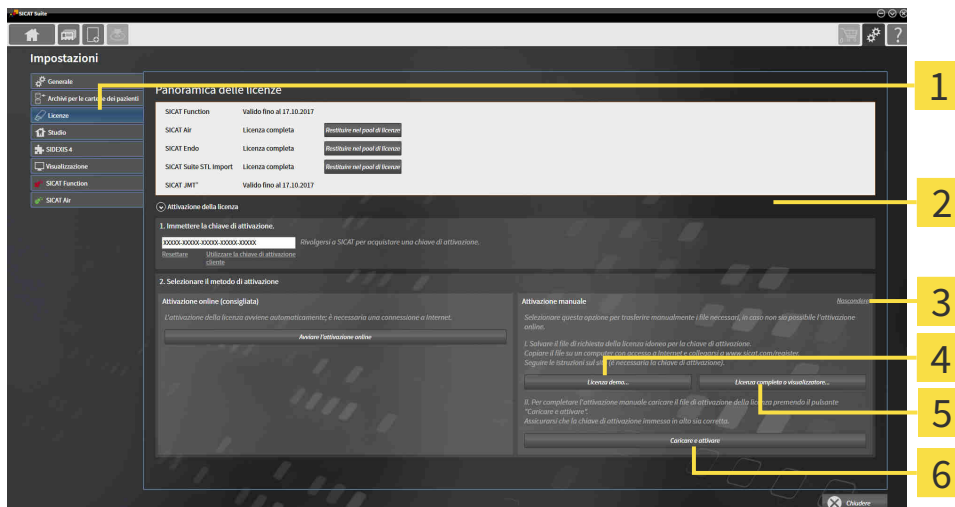 SICAT Suite
?
Impostazioni
Generale
Archivi per le cartelle dei pazienti
Licenze
Studio
SIDEXIS 4
Visualizzazione
SICAT Function
SICAT Air
Panoramica delle licenze
SICAT Function Valido fino al 17.10.2017
SICAT Air Licenza completa Restituire nel pool di licenze
SICAT Endo Licenza completa Restituire nel pool di licenze
SICAT Suite STL Import Licenza completa Restituire nel pool di licenze
SICAT JMT+ Valido fino al 17.10.2017
Attivazione della licenza
1. Immettere la chiave di attivazione.
XXXXX-XXXXX-XXXXX-XXXXX-XXXXX Rivolgersi a SICAT per acquistare una chiave di attivazione.
Resettare Utilizzare la chiave di attivazione
cliente
2. Selezionare il metodo di attivazione
Attivazione online (consigliata)
L'attivazione della licenza avviene automaticamente; è necessaria una connessione a Internet.
Avviare l'attivazione online
Attivazione manuale Nascondere
Selezionare questa opzione per trasferire manualmente i file necessari, in caso non sia possibile l'attivazione
online.
I. Salvare il file di richiesta della licenza idoneo per la chiave di attivazione.
Copiare il file su un computer con accesso a Internet e collegarsi a www.sicat.com/register.
Seguire le istruzioni sul sito (è necessaria la chiave di attivazione).
Licenza demo... Licenza completa o visualizzatore...
II. Per completare l'attivazione manuale caricare il file di attivazione della licenza premendo il pulsante
"Caricare e attivare".
Assicurarsi che la chiave di attivazione immessa in alto sia corretta.
Caricare e attivare
Chiudere
1
2
3
4
5
6